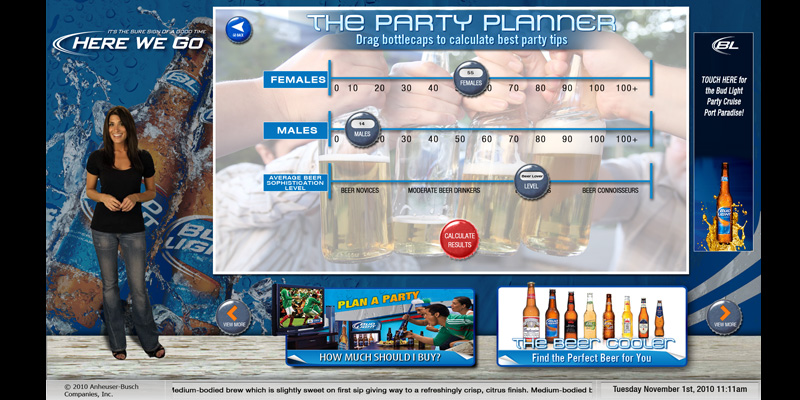 IT'S THE SURE SIGN OF A GOOD TIME
HERE WE GO
THE PARTY PLANNER
Drag bottlecaps to calculate best party tips
FEMALES
55
FEMALES
0 10 20 30 40 50 70 80 90 100 100+
MALES
14
MALES
0 20 30 40 50 60 70 80 90 100 100+
AVERAGE BEER
SOPHISTICATION
LEVEL
Beer Lover
LEVEL
BEER NOVICES MODERATE BEER DRINKERS BEER CONNOISEURS
CALCULATE
RESULTS
BL
TOUCH HERE for
the Bud Light
Party Cruise
Port Paradise!
BUD
LIGHT
VIEW MORE
PLAN A PARTY
HOW MUCH SHOULD I BUY?
THE BEER COOLER
Find the Perfect Beer for You
VIEW MORE
© 2010 Anheuser-Busch
Companies, Inc.
Medium-bodied brew which is slightly sweet on first sip giving way to a refreshingly crisp, citrus finish. Medium-bodied b
Tuesday November 1st, 2010 11:11am